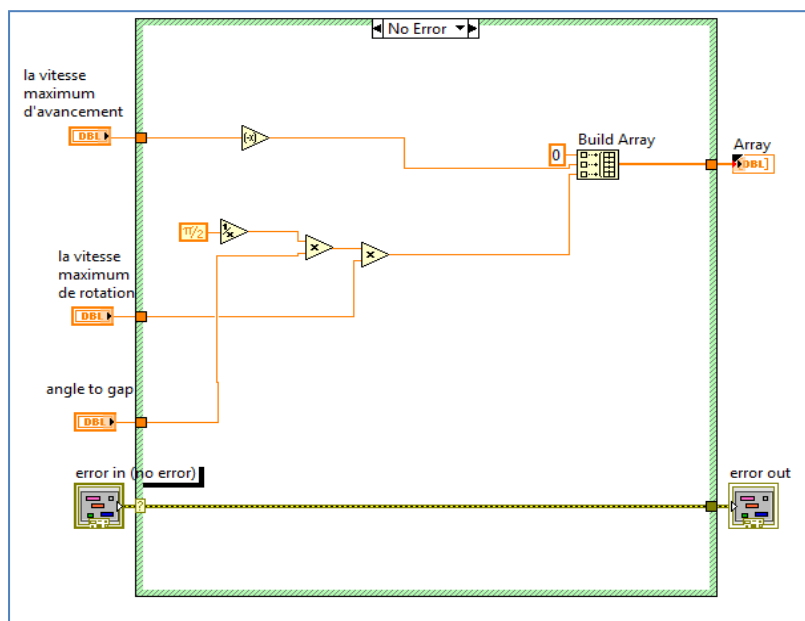 No Error
la vitesse
maximum
d'avancement
DBL
Build Array
0
Array
DBL]
π/2
1/x
x
x
la vitesse
maximum
de rotation
DBL
angle to gap
DBL
error in (no error)
?
error out